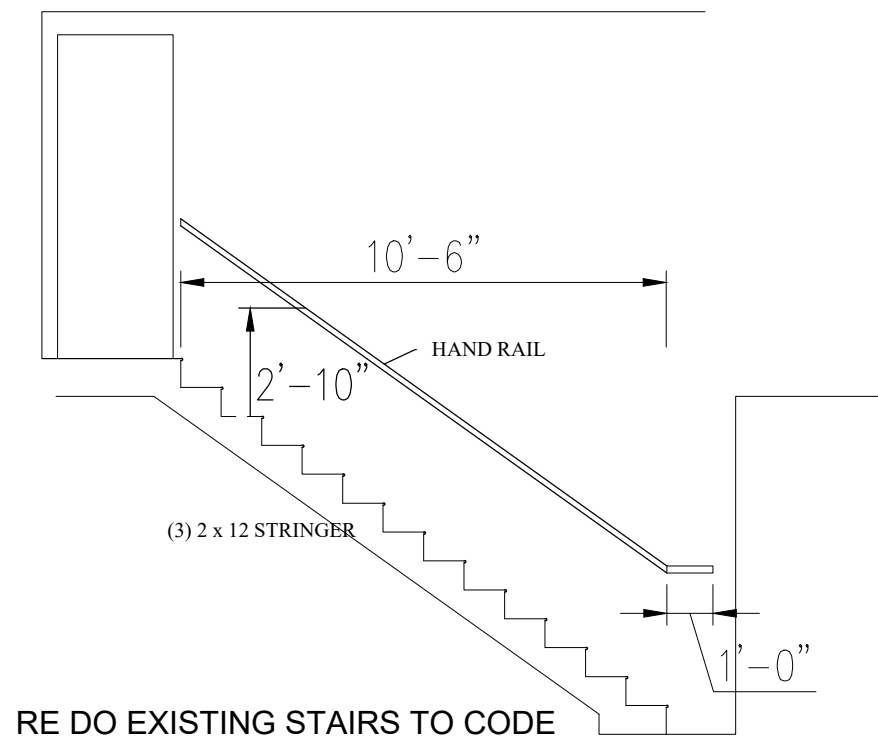 10’-6”
HAND RAIL
2’-10”
(3) 2 x 12 STRINGER
1’-0”
RE DO EXISTING STAIRS TO CODE